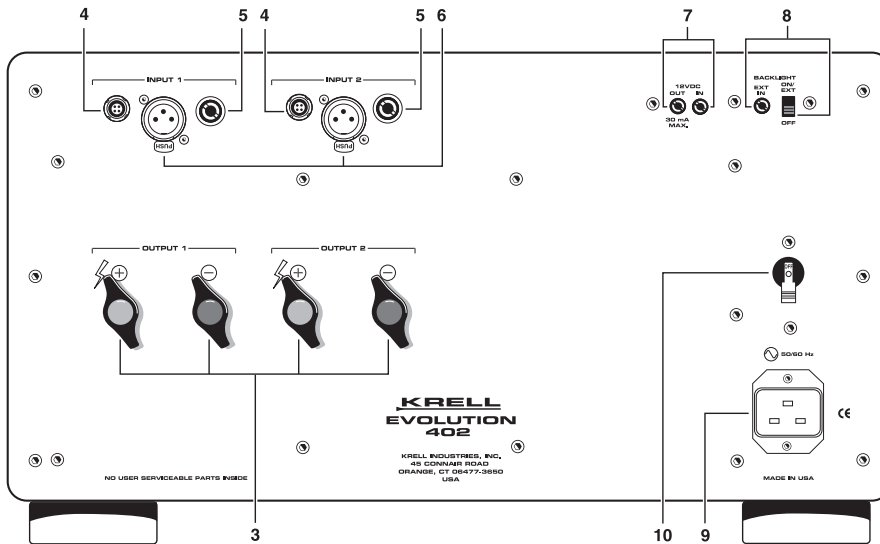 4 5 4 5 6 7 8
INPUT 1 INPUT 2
PUSH PUSH
12VDC
OUT IN
30 mA
MAX.
BACKLIGHT
EXT
IN
ON/
EXT
OFF
OUTPUT 1 OUTPUT 2
+ − + −
OFF
10
50/60 Hz
KRELL
EVOLUTION
402
KRELL INDUSTRIES, INC.
45 CONNAIR ROAD
ORANGE, CT 06477-3650
USA
CE
NO USER SERVICEABLE PARTS INSIDE
MADE IN USA
3 10 9